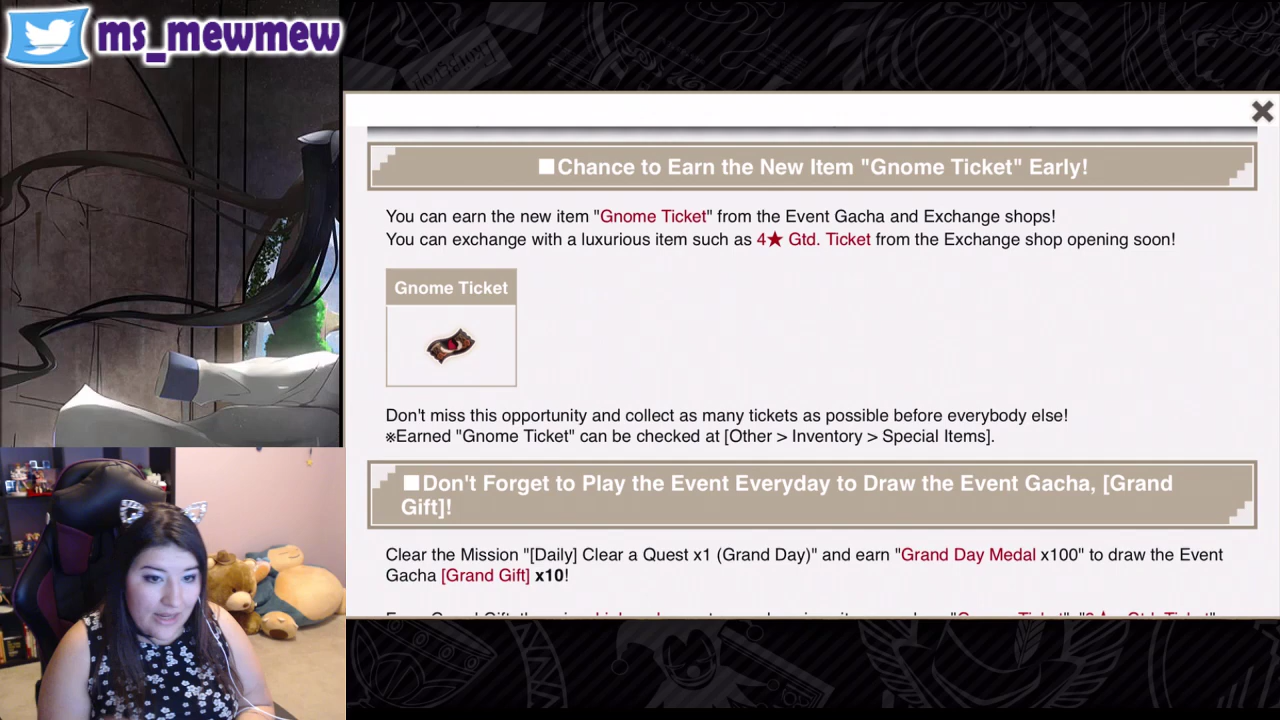 ms_mewmew
■Chance to Earn the New Item "Gnome Ticket" Early!
You can earn the new item "Gnome Ticket" from the Event Gacha and Exchange shops!
You can exchange with a luxurious item such as 4★ Gtd. Ticket from the Exchange shop opening soon!
Gnome Ticket
Don't miss this opportunity and collect as many tickets as possible before everybody else!
※Earned "Gnome Ticket" can be checked at [Other > Inventory > Special Items].
■Don't Forget to Play the Event Everyday to Draw the Event Gacha, [Grand
Gift]!
Clear the Mission "[Daily] Clear a Quest x1 (Grand Day)" and earn "Grand Day Medal x100" to draw the Event
Gacha [Grand Gift] x10!